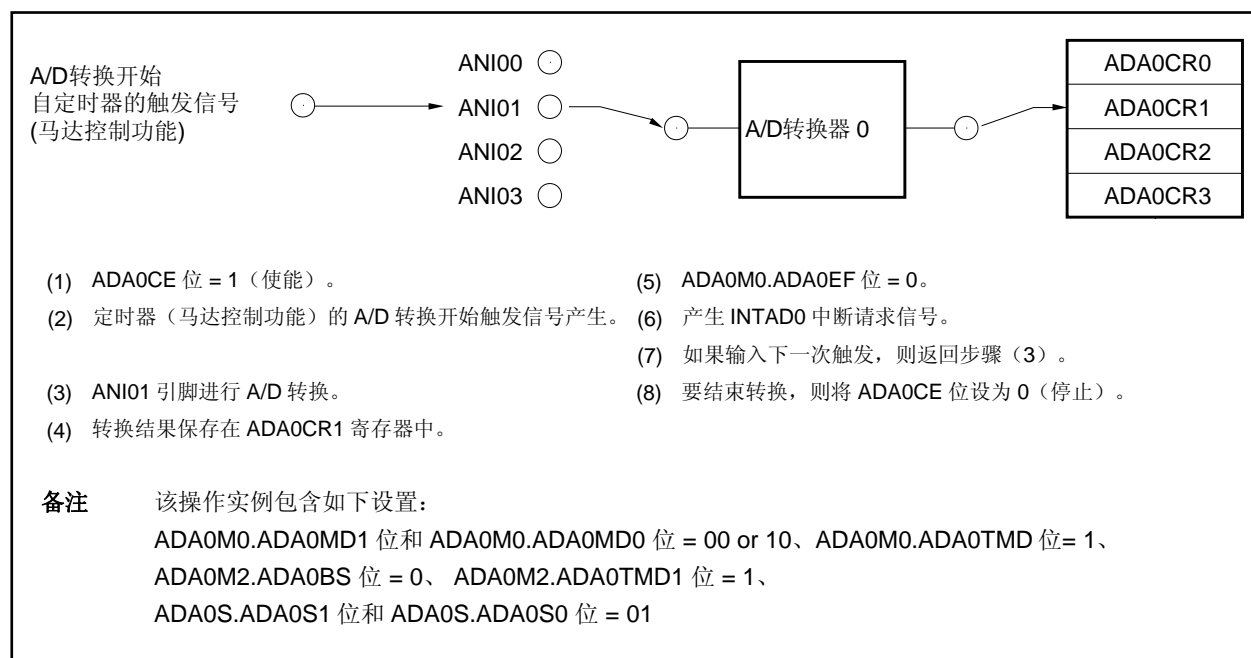 A/D转换开始
自定时器的触发信号
(马达控制功能)
ANI00
ANI01
ANI02
ANI03
A/D转换器 0
ADA0CR0
ADA0CR1
ADA0CR2
ADA0CR3
(1) ADA0CE 位 = 1（使能）。
(2) 定时器（马达控制功能）的 A/D 转换开始触发信号产生。
(3) ANI01 引脚进行 A/D 转换。
(4) 转换结果保存在 ADA0CR1 寄存器中。
(5) ADA0M0.ADA0EF 位 = 0。
(6) 产生 INTAD0 中断请求信号。
(7) 如果输入下一次触发，则返回步骤（3）。
(8) 要结束转换，则将 ADA0CE 位设为 0（停止）。
备注 该操作实例包含如下设置：
ADA0M0.ADA0MD1 位和 ADA0M0.ADA0MD0 位 = 00 or 10、ADA0M0.ADA0TMD 位= 1、
ADA0M2.ADA0BS 位 = 0、 ADA0M2.ADA0TMD1 位 = 1、
ADA0S.ADA0S1 位和 ADA0S.ADA0S0 位 = 01